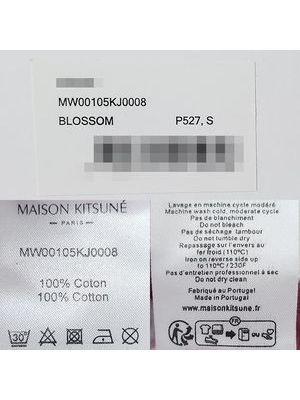 MW00105KJ0008
BLOSSOM P527, S
MAISON KITSUNÉ
PARIS
MW00105KJ0008
100% Coton
100% Cotton
30°
Lavage en machine cycle modéré
Machine wash cold, moderate cycle
Pas de blanchiment
Do not bleach
Pas de séchage tambour
Do not tumble dry
Repassage sur l'envers au
fer froid (110°C)
Iron on reverse side up
to 110°C / 230F
Pas d'entretien professionnel à sec
Do not dry clean
Fabriqué au Portugal
Made in Portugal
www.maisonkitsune.fr
FR